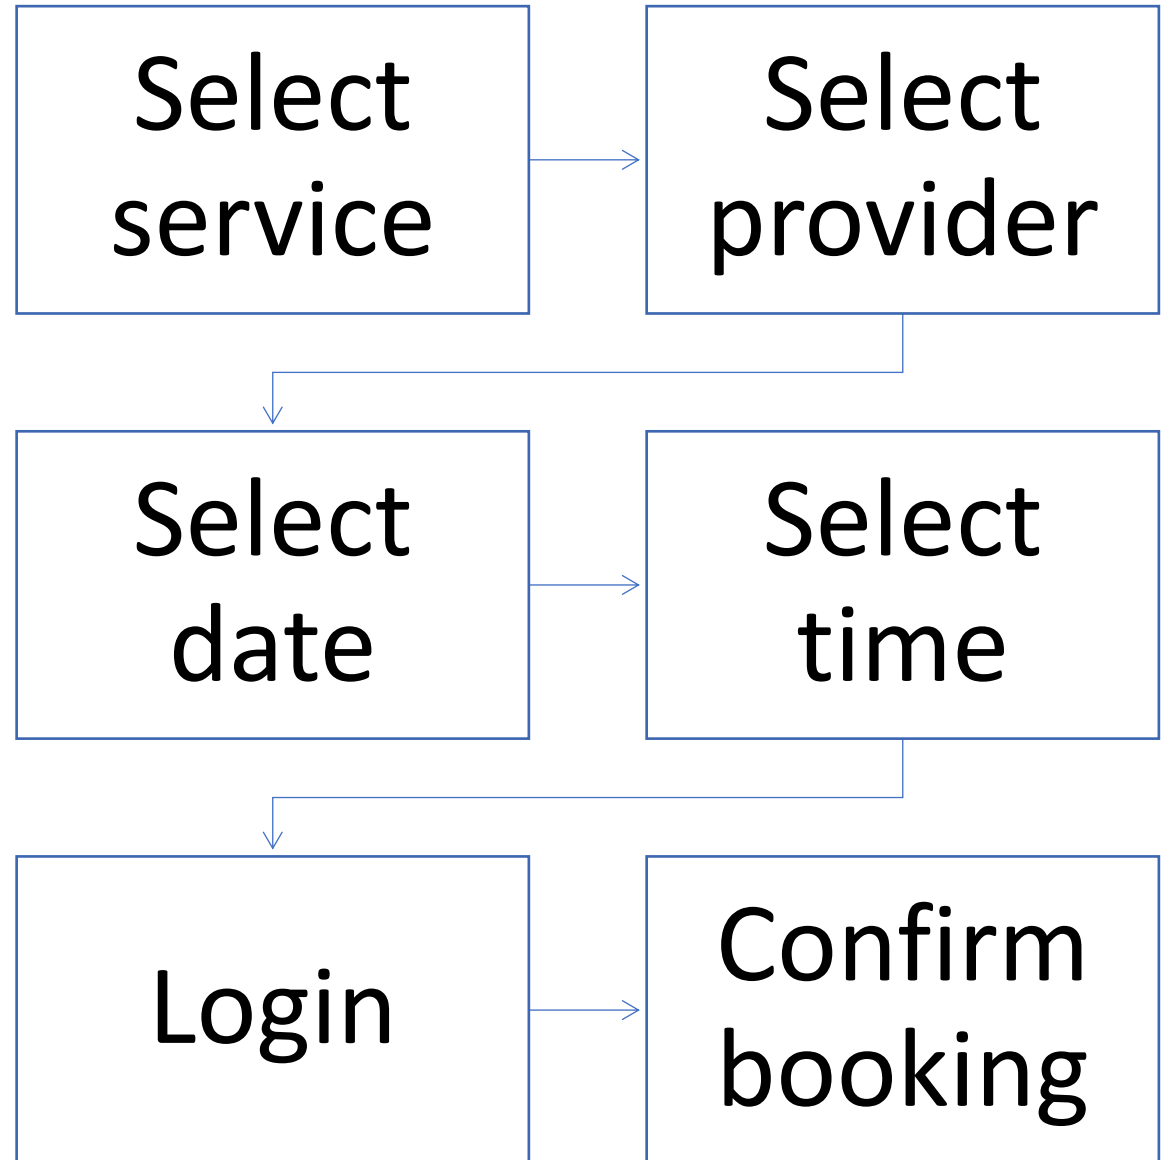 Select
service
Select
provider
Select
date
Select
time
Login
Confirm
booking